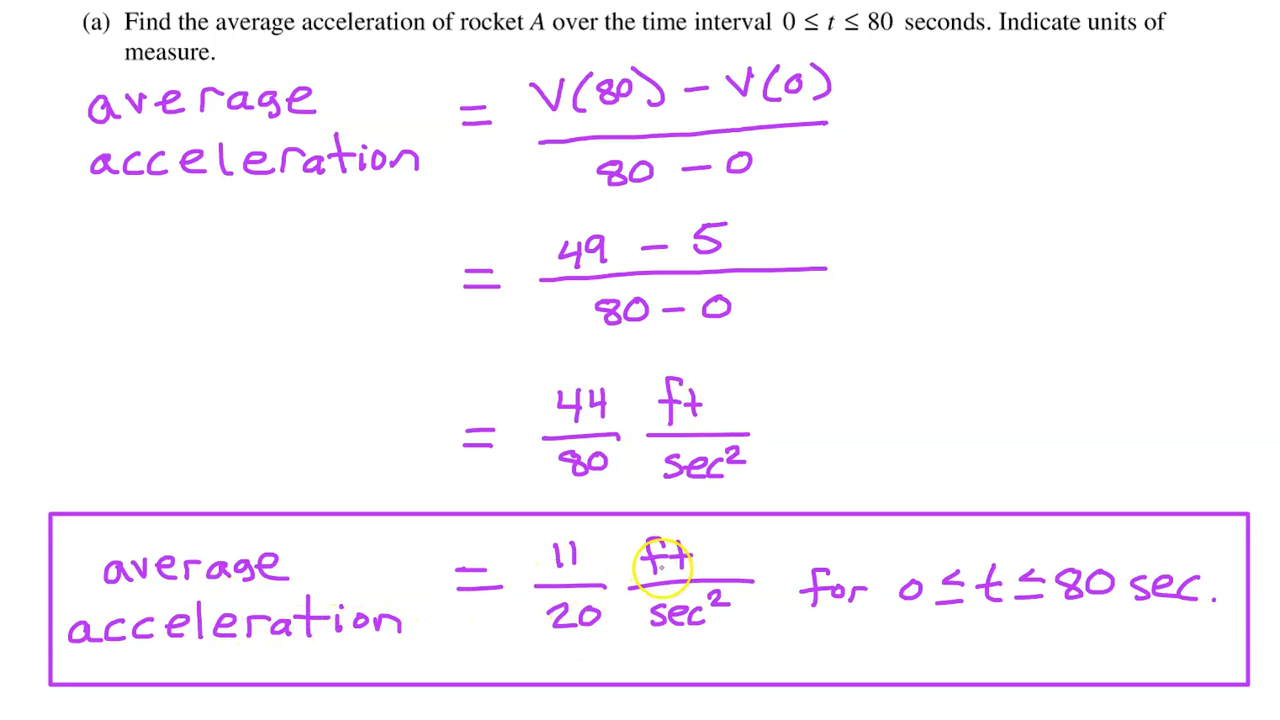 (a) Find the average acceleration of rocket A over the time interval 0 ≤ t ≤ 80 seconds. Indicate units of
measure.
average acceleration = (v(80) - v(0)) / (80 - 0)
= (49 - 5) / (80 - 0)
= 44/80 ft/sec²
average acceleration = 11/20 ft/sec² for 0 ≤ t ≤ 80 sec.